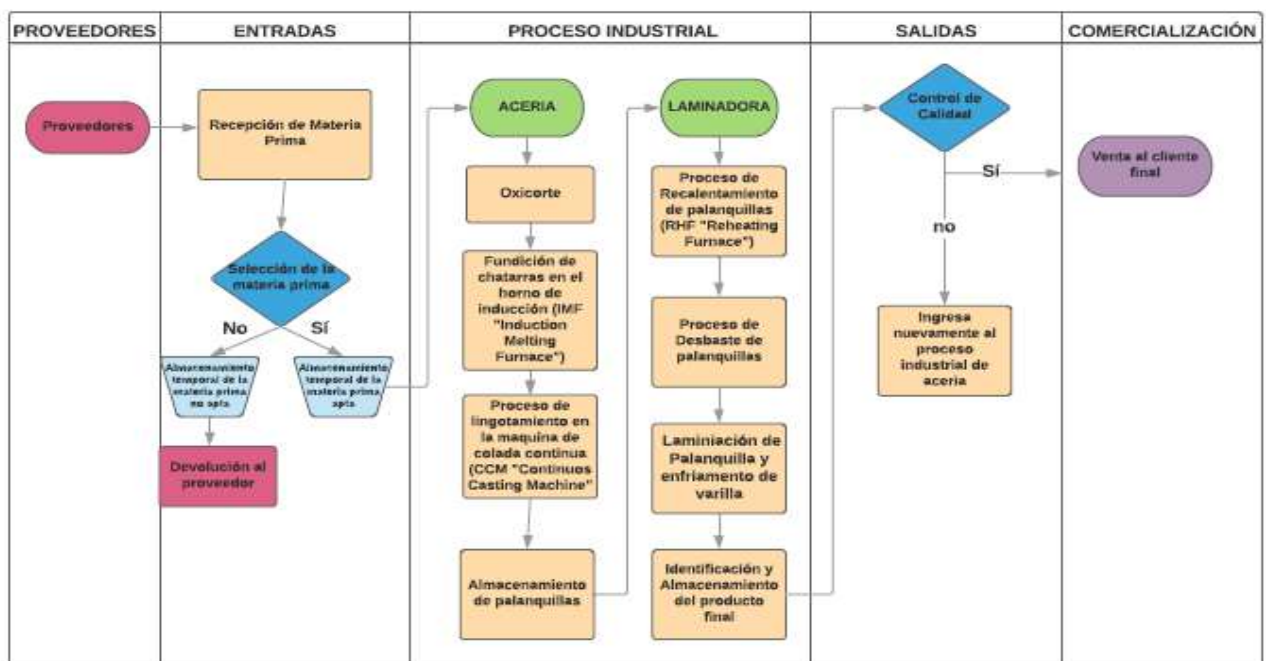 PROVEEDORES
ENTRADAS
PROCESO INDUSTRIAL
SALIDAS
COMERCIALIZACIÓN
Proveedores
Recepción de Materia
Prima
Selección de la
materia prima
No
Sí
Almacenamiento
temporal de la
materia prima
no apta
Almacenamiento
temporal de la
materia prima
apta
Devolución al
proveedor
ACERIA
Oxicorte
Fundición de
chatarras en el
horno de
inducción (IMF
"Induction
Melting
Furnace")
Proceso de
lingotamiento en
la maquina de
colada continua
(CCM "Continuos
Casting Machine"
Almacenamiento
de palanquillas
LAMINADORA
Proceso de
Recalentamiento
de palanquillas
(RHF "Reheating
Furnace")
Proceso de
Desbaste de
palanquillas
Laminiación de
Palanquilla y
enfriamento de
varilla
Identificación y
Almacenamiento
del producto
final
Control de
Calidad
Sí
no
Ingresa
nuevamente al
proceso
industrial de
aceria
Venta al cliente
final